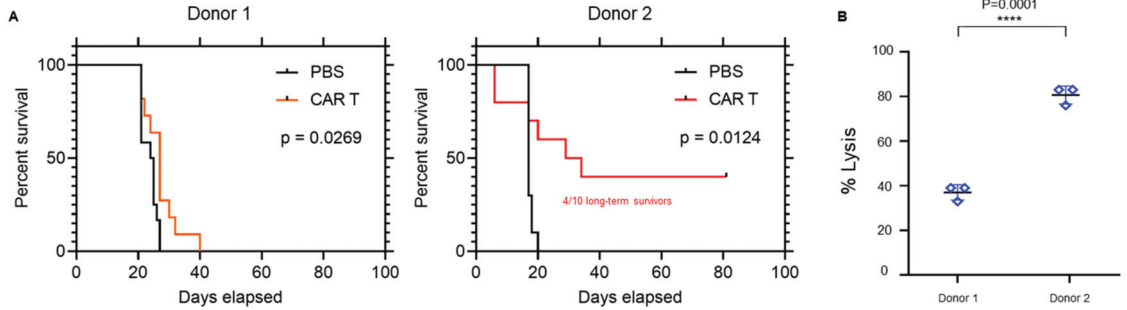 A
Donor 1
Percent survival
100
50
0
PBS
CAR T
p = 0.0269
0 20 40 60 80 100
Days elapsed
Donor 2
Percent survival
100
50
0
PBS
CAR T
p = 0.0124
4/10 long-term survivors
0 20 40 60 80 100
Days elapsed
B
P=0.0001
****
% Lysis
100
80
60
40
20
0
Donor 1 Donor 2